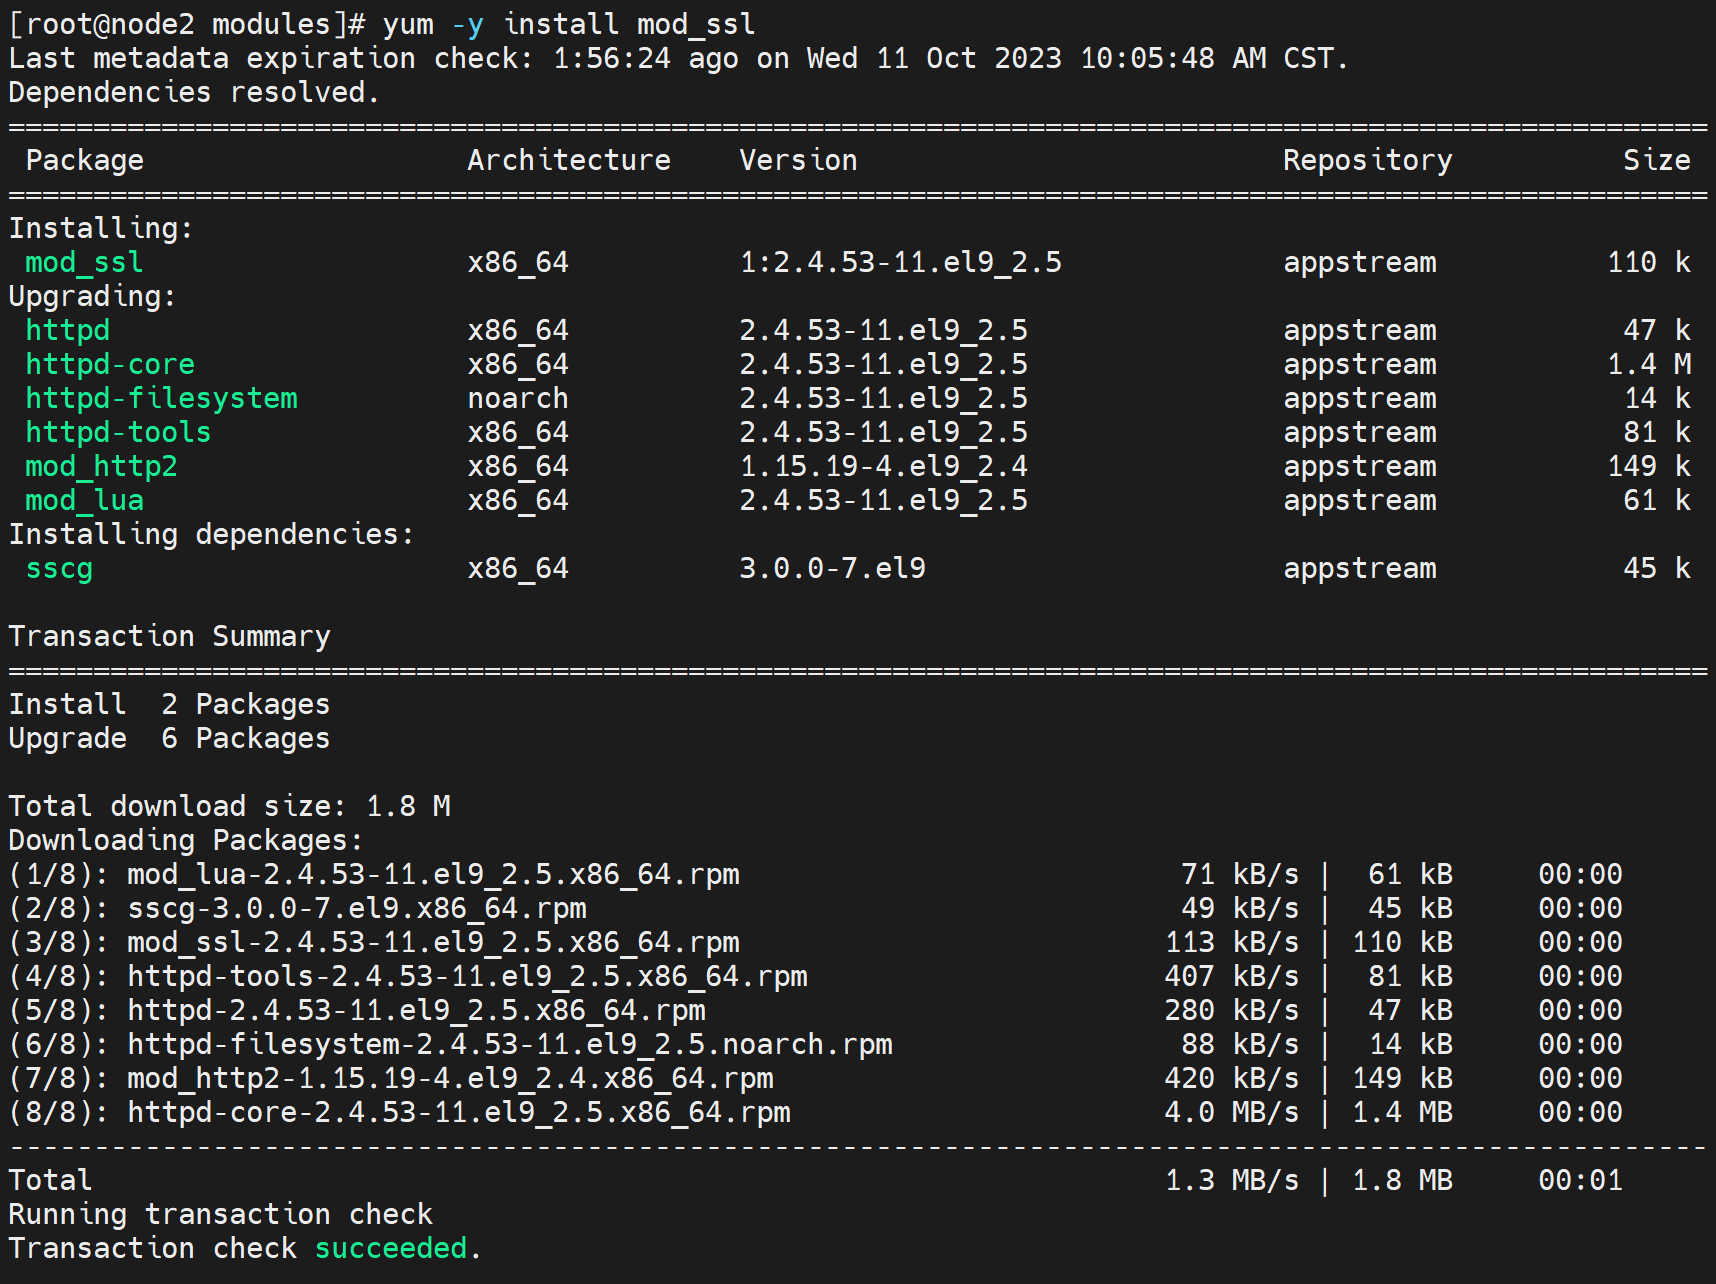 [root@node2 modules]# yum -y install mod_ssl
Last metadata expiration check: 1:56:24 ago on Wed 11 Oct 2023 10:05:48 AM CST.
Dependencies resolved.
====================================================================================================
 Package                   Architecture    Version                         Repository          Size
====================================================================================================
Installing:
 mod_ssl                   x86_64          1:2.4.53-11.el9_2.5             appstream          110 k
Upgrading:
 httpd                     x86_64          2.4.53-11.el9_2.5               appstream           47 k
 httpd-core                x86_64          2.4.53-11.el9_2.5               appstream          1.4 M
 httpd-filesystem          noarch          2.4.53-11.el9_2.5               appstream           14 k
 httpd-tools               x86_64          2.4.53-11.el9_2.5               appstream           81 k
 mod_http2                 x86_64          1.15.19-4.el9_2.4               appstream          149 k
 mod_lua                   x86_64          2.4.53-11.el9_2.5               appstream           61 k
Installing dependencies:
 sscg                      x86_64          3.0.0-7.el9                     appstream           45 k

Transaction Summary
====================================================================================================
Install  2 Packages
Upgrade  6 Packages

Total download size: 1.8 M
Downloading Packages:
(1/8): mod_lua-2.4.53-11.el9_2.5.x86_64.rpm                          71 kB/s |  61 kB     00:00
(2/8): sscg-3.0.0-7.el9.x86_64.rpm                                   49 kB/s |  45 kB     00:00
(3/8): mod_ssl-2.4.53-11.el9_2.5.x86_64.rpm                         113 kB/s | 110 kB     00:00
(4/8): httpd-tools-2.4.53-11.el9_2.5.x86_64.rpm                     407 kB/s |  81 kB     00:00
(5/8): httpd-2.4.53-11.el9_2.5.x86_64.rpm                           280 kB/s |  47 kB     00:00
(6/8): httpd-filesystem-2.4.53-11.el9_2.5.noarch.rpm                 88 kB/s |  14 kB     00:00
(7/8): mod_http2-1.15.19-4.el9_2.4.x86_64.rpm                       420 kB/s | 149 kB     00:00
(8/8): httpd-core-2.4.53-11.el9_2.5.x86_64.rpm                      4.0 MB/s | 1.4 MB     00:00
----------------------------------------------------------------------------------------------------
Total                                                               1.3 MB/s | 1.8 MB     00:01
Running transaction check
Transaction check succeeded.